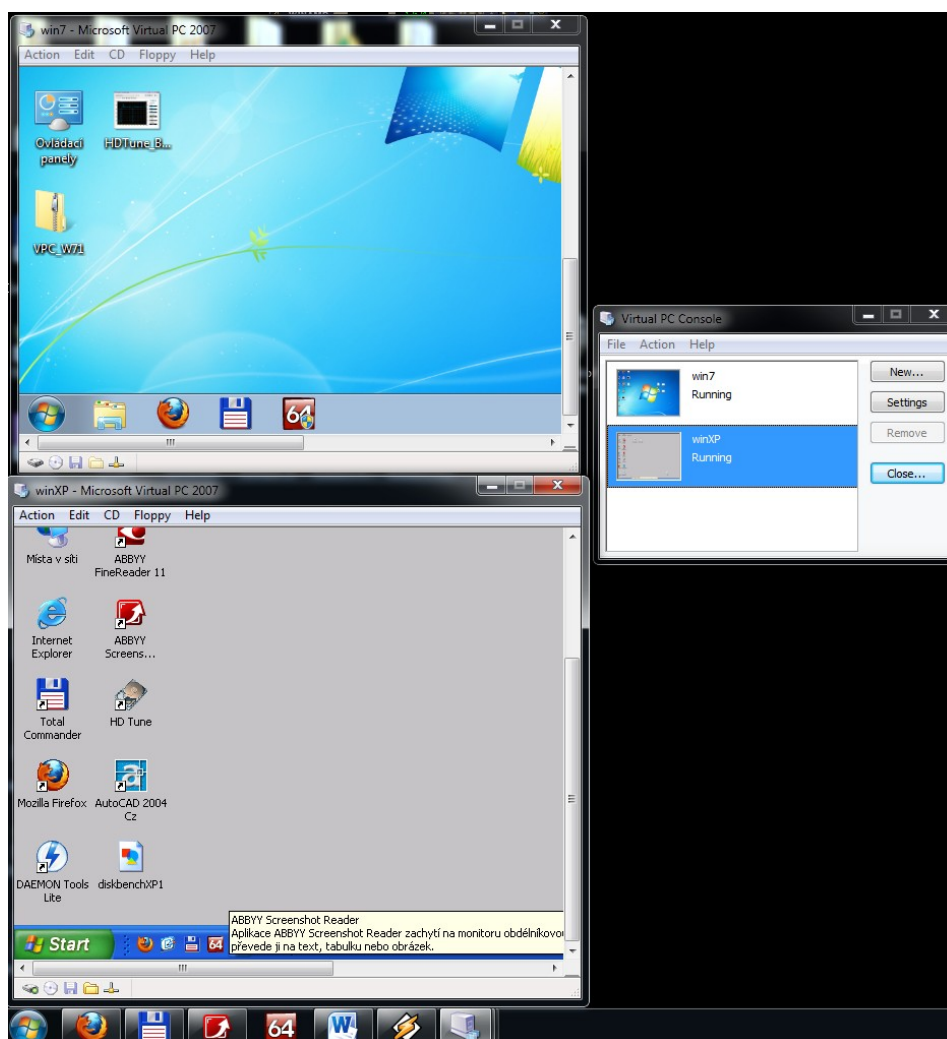 win7 - Microsoft Virtual PC 2007
Action Edit CD Floppy Help
Ovládací
panely
HDTune_B...
VPC_W7i
64
winXP - Microsoft Virtual PC 2007
Action Edit CD Floppy Help
Místa v síti
ABBYY
FineReader 11
Internet
Explorer
ABBYY
Screens...
Total
Commander
HD Tune
Mozilla Firefox
AutoCAD 2004
Cz
DAEMON Tools
Lite
diskbenchXP1
ABBYY Screenshot Reader
Aplikace ABBYY Screenshot Reader zachytí na monitoru obdélníkovou
převede ji na text, tabulku nebo obrázek.
Start
64
Virtual PC Console
File Action Help
win7
Running
winXP
Running
New...
Settings
Remove
Close...
64
W